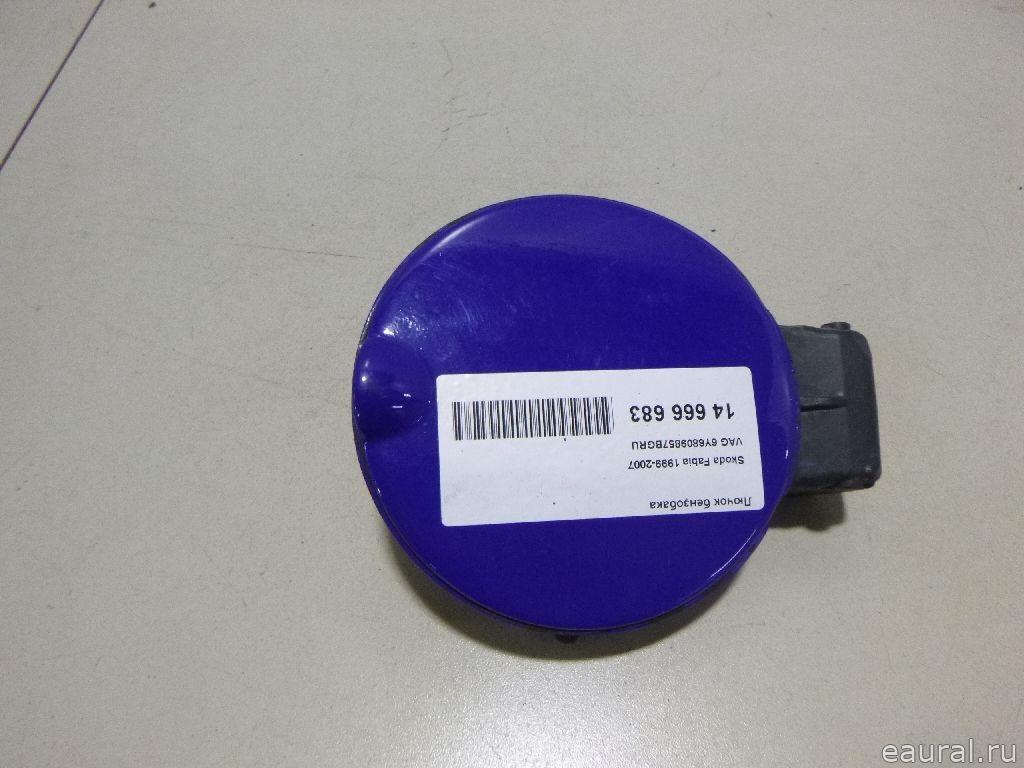 Лючок бензобака
Skoda Fabia 1999-2007
VAG 6Y6809857BGRU
14 666 683
eaural.ru